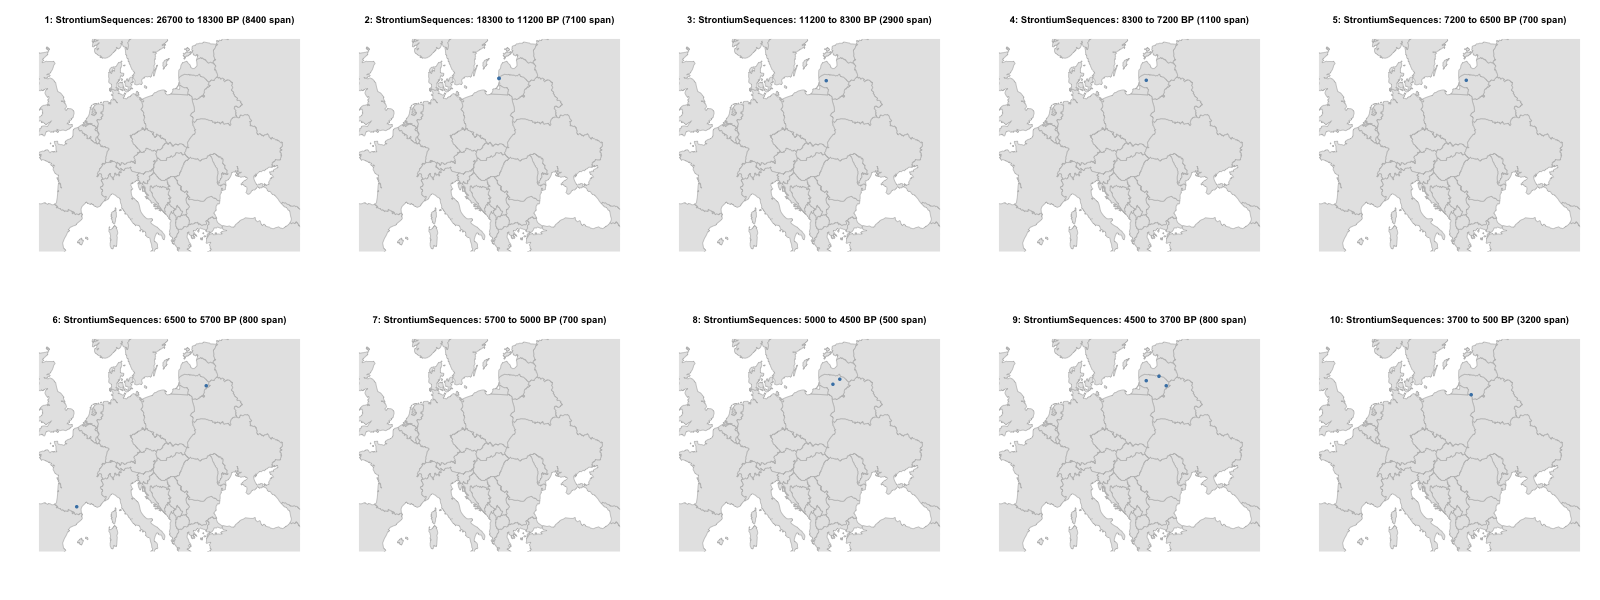 1: StrontiumSequences: 26700 to 18300 BP (8400 span)
2: StrontiumSequences: 18300 to 11200 BP (7100 span)
3: StrontiumSequences: 11200 to 8300 BP (2900 span)
4: StrontiumSequences: 8300 to 7200 BP (1100 span)
5: StrontiumSequences: 7200 to 6500 BP (700 span)
6: StrontiumSequences: 6500 to 5700 BP (800 span)
7: StrontiumSequences: 5700 to 5000 BP (700 span)
8: StrontiumSequences: 5000 to 4500 BP (500 span)
9: StrontiumSequences: 4500 to 3700 BP (800 span)
10: StrontiumSequences: 3700 to 500 BP (3200 span)